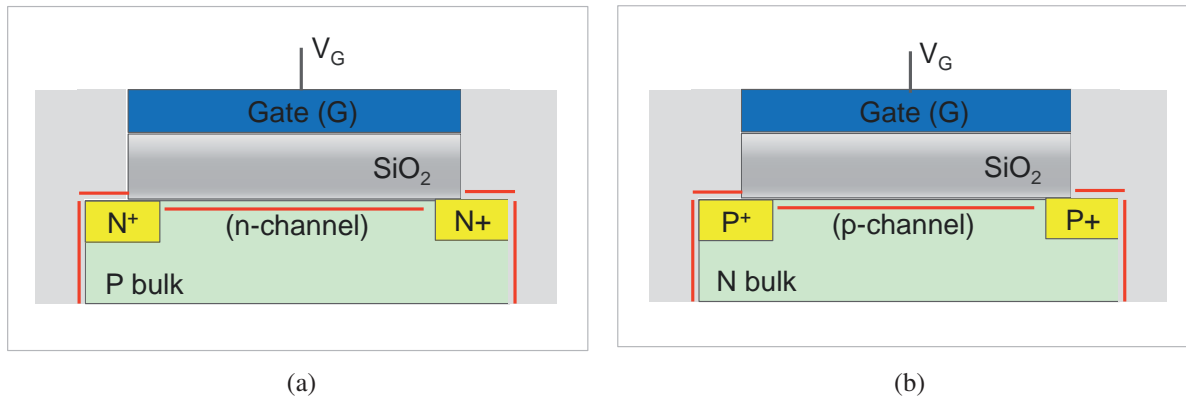 V_G
Gate (G)
SiO₂
N⁺
(n-channel)
N+
P bulk
(a)
V_G
Gate (G)
SiO₂
P⁺
(p-channel)
P+
N bulk
(b)